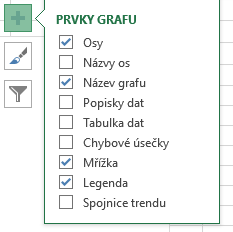 PRVKY GRAFU
Osy
Názvy os
Název grafu
Popisky dat
Tabulka dat
Chybové úsečky
Mřížka
Legenda
Spojnice trendu